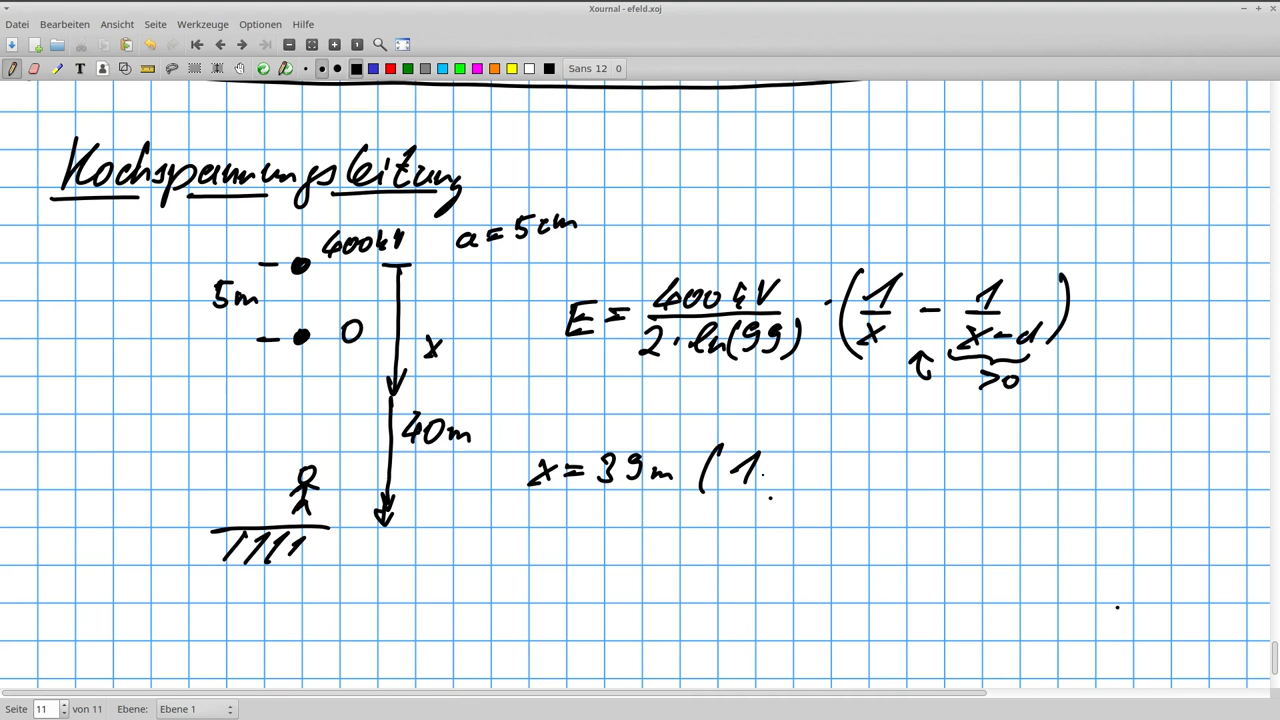 Xournal - efeld.xoj
Datei Bearbeiten Ansicht Seite Werkzeuge Optionen Hilfe
Sans 12 0
Hochspannungsleitung
400kV a = 5cm
5m
0
x
E = 400kV / 2·ln(99) · (1/x - 1/(x-d))
>0
40m
x = 39m (1
Seite 11 von 11 Ebene: Ebene 1